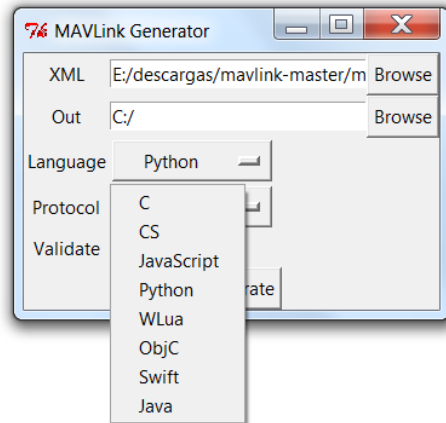 MAVLink Generator
XML E:/descargas/mavlink-master/m Browse
Out C:/ Browse
Language Python
Protocol
Validate
C
CS
JavaScript
Python
WLua
ObjC
Swift
Java
rate